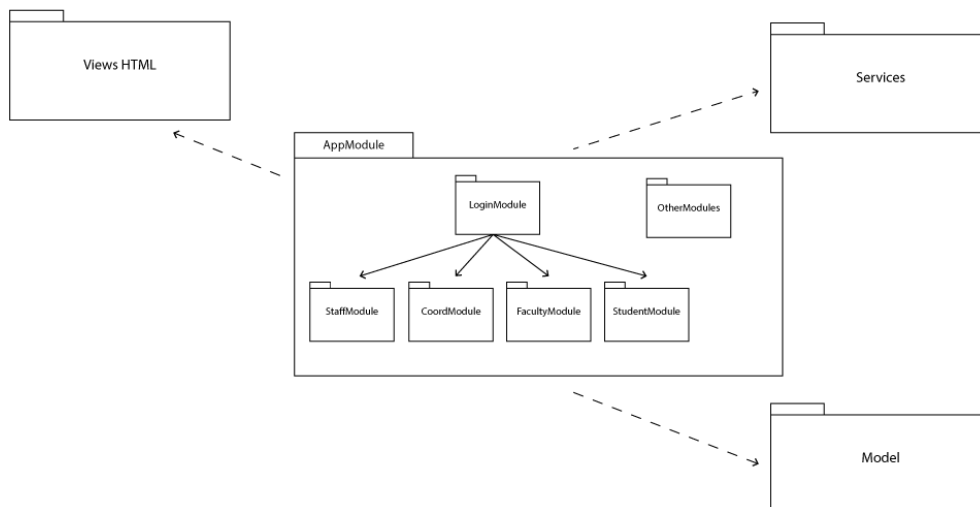 Views HTML
Services
AppModule
LoginModule
OtherModules
StaffModule
CoordModule
FacultyModule
StudentModule
Model